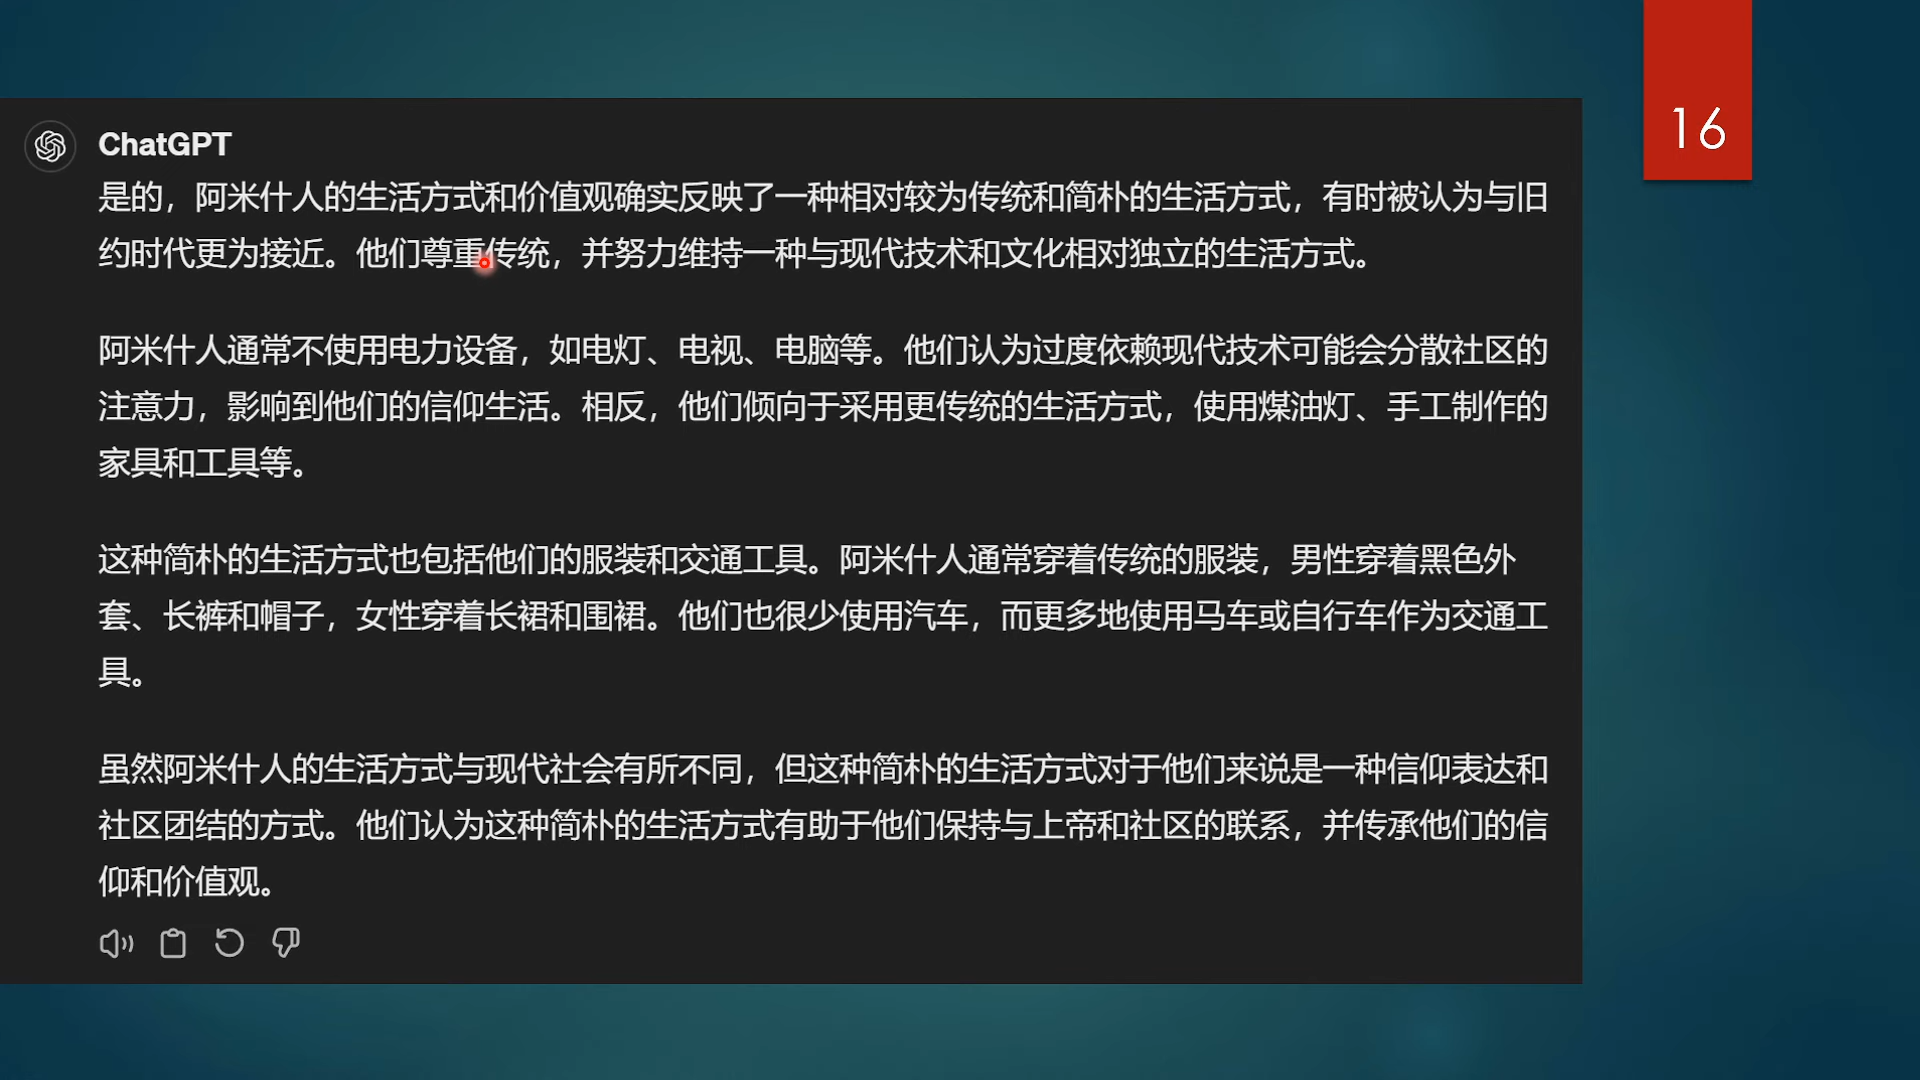 16
ChatGPT
是的，阿米什人的生活方式和价值观确实反映了一种相对较为传统和简朴的生活方式，有时被认为与旧
约时代更为接近。他们尊重传统，并努力维持一种与现代技术和文化相对独立的生活方式。
阿米什人通常不使用电力设备，如电灯、电视、电脑等。他们认为过度依赖现代技术可能会分散社区的
注意力，影响到他们的信仰生活。相反，他们倾向于采用更传统的生活方式，使用煤油灯、手工制作的
家具和工具等。
这种简朴的生活方式也包括他们的服装和交通工具。阿米什人通常穿着传统的服装，男性穿着黑色外
套、长裤和帽子，女性穿着长裙和围裙。他们也很少使用汽车，而更多地使用马车或自行车作为交通工
具。
虽然阿米什人的生活方式与现代社会有所不同，但这种简朴的生活方式对于他们来说是一种信仰表达和
社区团结的方式。他们认为这种简朴的生活方式有助于他们保持与上帝和社区的联系，并传承他们的信
仰和价值观。